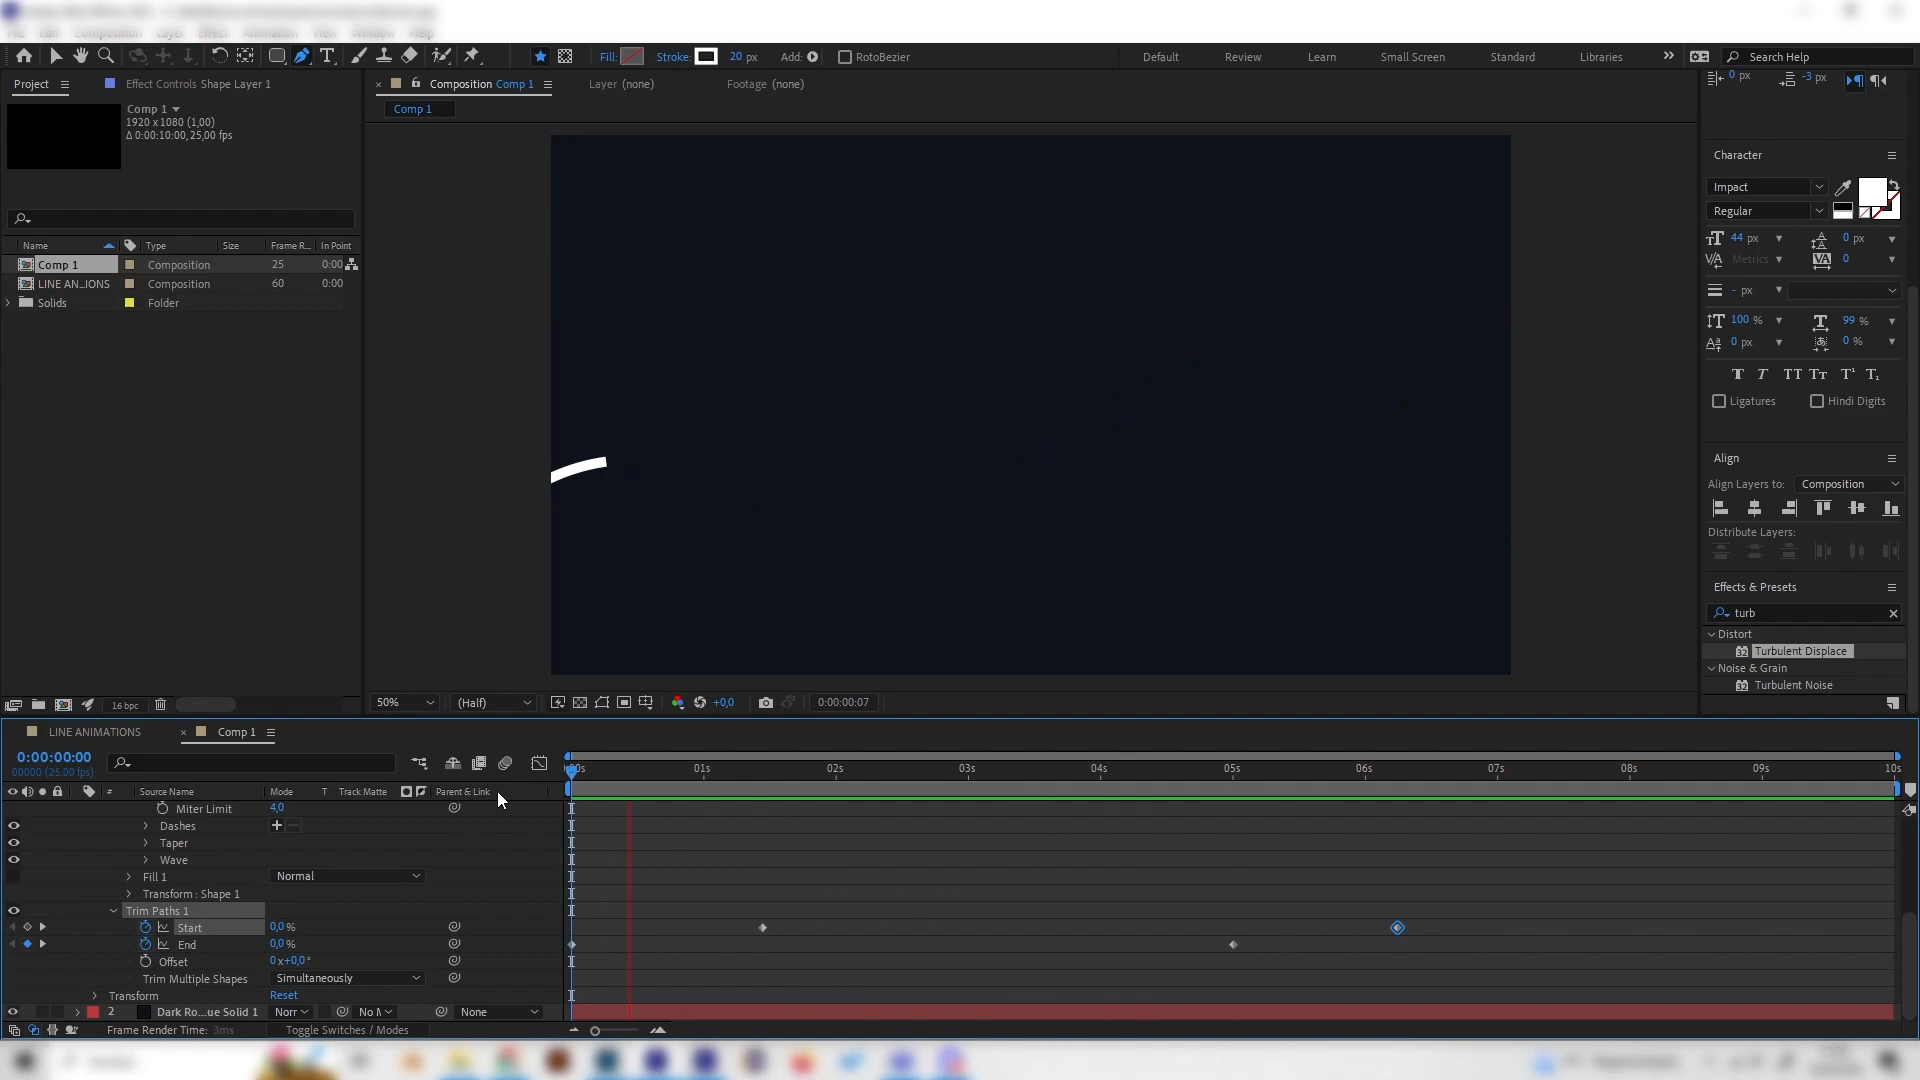 Fill:
Stroke:
20 px
Add:
RotoBezier
Default
Review
Learn
Small Screen
Standard
Libraries
Search Help
Project
Effect Controls Shape Layer 1
Composition Comp 1
Layer (none)
Footage (none)
0 px
-3 px
Comp 1
1920 x 1080 (1,00)
Δ 0:00:10:00, 25,00 fps
Comp 1
Character
Impact
Regular
44 px
0 px
Metrics
0
- px
100 %
99 %
0 px
0 %
Ligatures
Hindi Digits
Name
Type
Size
Frame R...
In Point
Comp 1
Composition
25
0:00
LINE AN...IONS
Composition
60
0:00
Solids
Folder
Align
Align Layers to:
Composition
Distribute Layers:
Effects & Presets
turb
Distort
Turbulent Displace
Noise & Grain
Turbulent Noise
16 bpc
50%
(Half)
+0,0
0:00:00:07
LINE ANIMATIONS
Comp 1
0:00:00:00
00000 (25.00 fps)
:00s
01s
02s
03s
04s
05s
06s
07s
08s
09s
10s
#
Source Name
Mode
T
Track Matte
Parent & Link
Miter Limit
4,0
Dashes
Taper
Wave
Fill 1
Normal
Transform : Shape 1
Trim Paths 1
Start
0,0 %
End
0,0 %
Offset
0 x+0,0 °
Trim Multiple Shapes
Simultaneously
Transform
Reset
2
Dark Ro...ue Solid 1
Norr
No M
None
Frame Render Time: 3ms
Toggle Switches / Modes